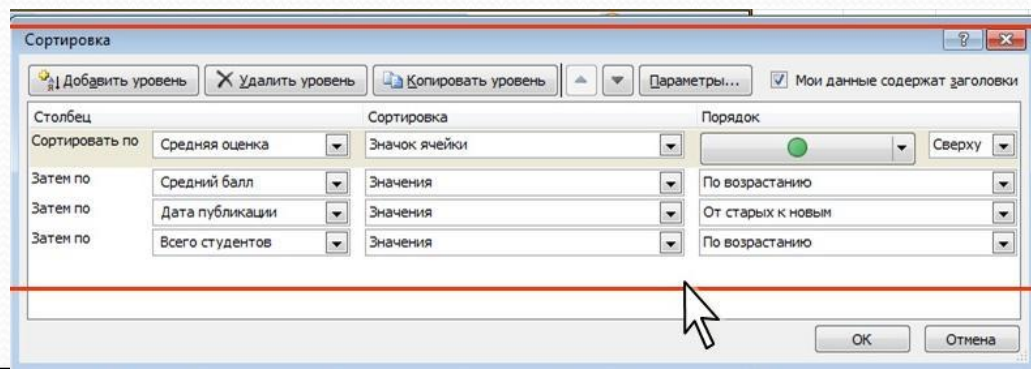 Сортировка
Добавить уровень Удалить уровень Копировать уровень Параметры... Мои данные содержат заголовки
Столбец Сортировка Порядок
Сортировать по Средняя оценка Значок ячейки Сверху
Затем по Средний балл Значения По возрастанию
Затем по Дата публикации Значения От старых к новым
Затем по Всего студентов Значения По возрастанию
ОК Отмена